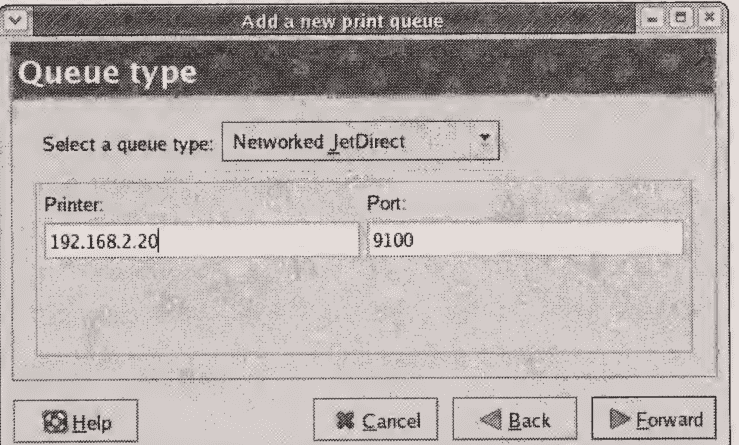 Add a new print queue
Queue type
Select a queue type: Networked JetDirect
Printer: Port:
192.168.2.20 9100
Help Cancel Back Forward